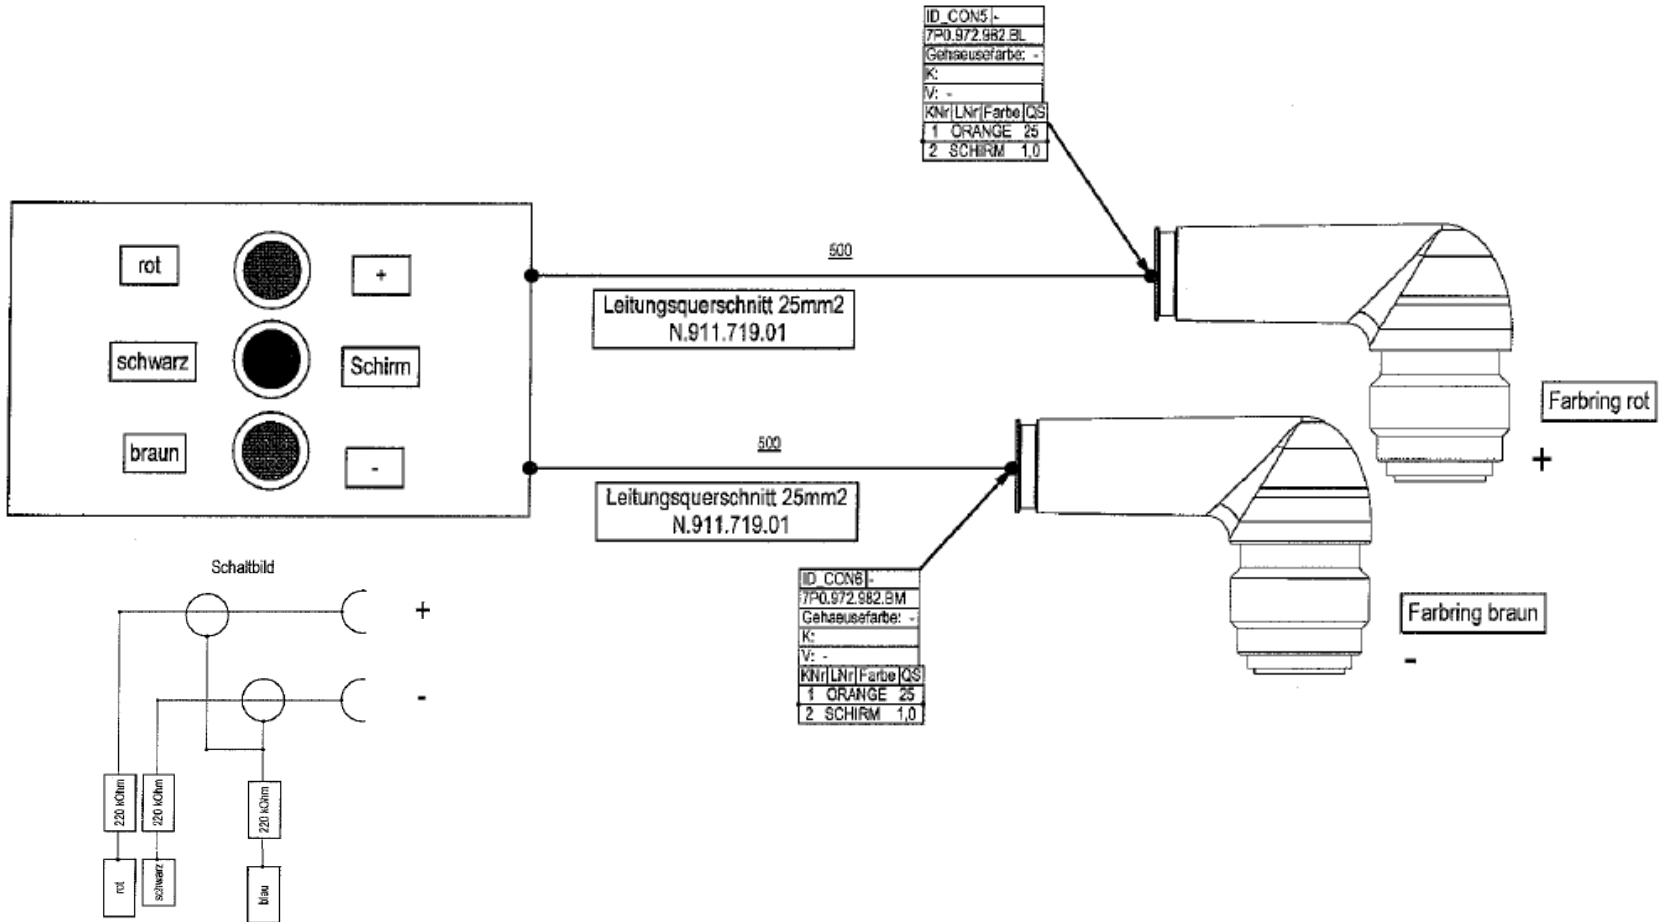 ID_CON5 -
7P0.972.982.BL
Gehaeusefarbe: -
K:
V: -
KNr LNr Farbe QS
1 ORANGE 25
2 SCHIRM 1,0
rot
+
schwarz
Schirm
braun
-
500
Leitungsquerschnitt 25mm2
N.911.719.01
500
Leitungsquerschnitt 25mm2
N.911.719.01
Farbring rot
+
ID_CON6 -
7P0.972.982.BM
Gehaeusefarbe: -
K:
V: -
KNr LNr Farbe QS
1 ORANGE 25
2 SCHIRM 1,0
Farbring braun
-
Schaltbild
+
-
220 kOhm
220 kOhm
220 kOhm
rot
schwarz
blau